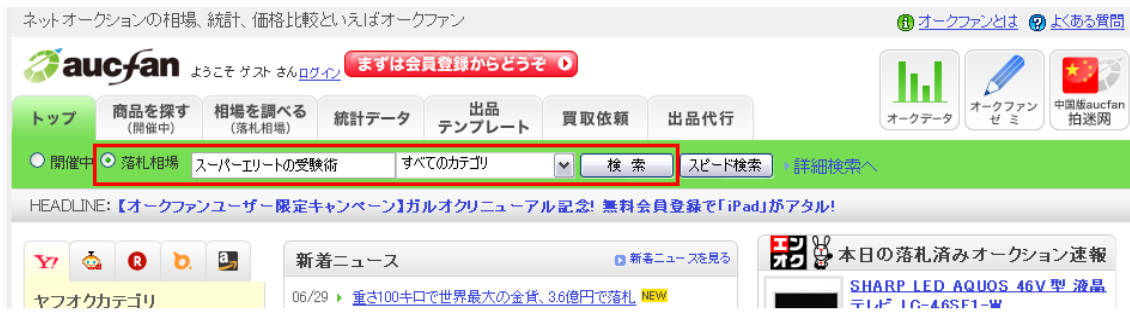 ネットオークションの相場、統計、価格比較といえばオークファン
オークファンとは よくある質問
aucfan ようこそ ゲスト さん ログイン まずは会員登録からどうぞ
トップ 商品を探す (開催中) 相場を調べる (落札相場) 統計データ 出品テンプレート 買取依頼 出品代行
オークデータ オークファンゼミ 中国版aucfan 拍迷网
開催中 落札相場 スーパーエリートの受験術 すべてのカテゴリ 検 索 スピード検索 詳細検索へ
HEADLINE:【オークファンユーザー限定キャンペーン】ガルオクリニューアル記念! 無料会員登録で「iPad」がアタル!
Y! R b. a 新着ニュース 新着ニュースを見る エンオク 本日の落札済みオークション速報
ヤフオクカテゴリ 06/29 重さ100キロで世界最大の金貨、3.6億円で落札 NEW SHARP LED AQUOS 46V型 液晶
テレビ LC-46SE1-W